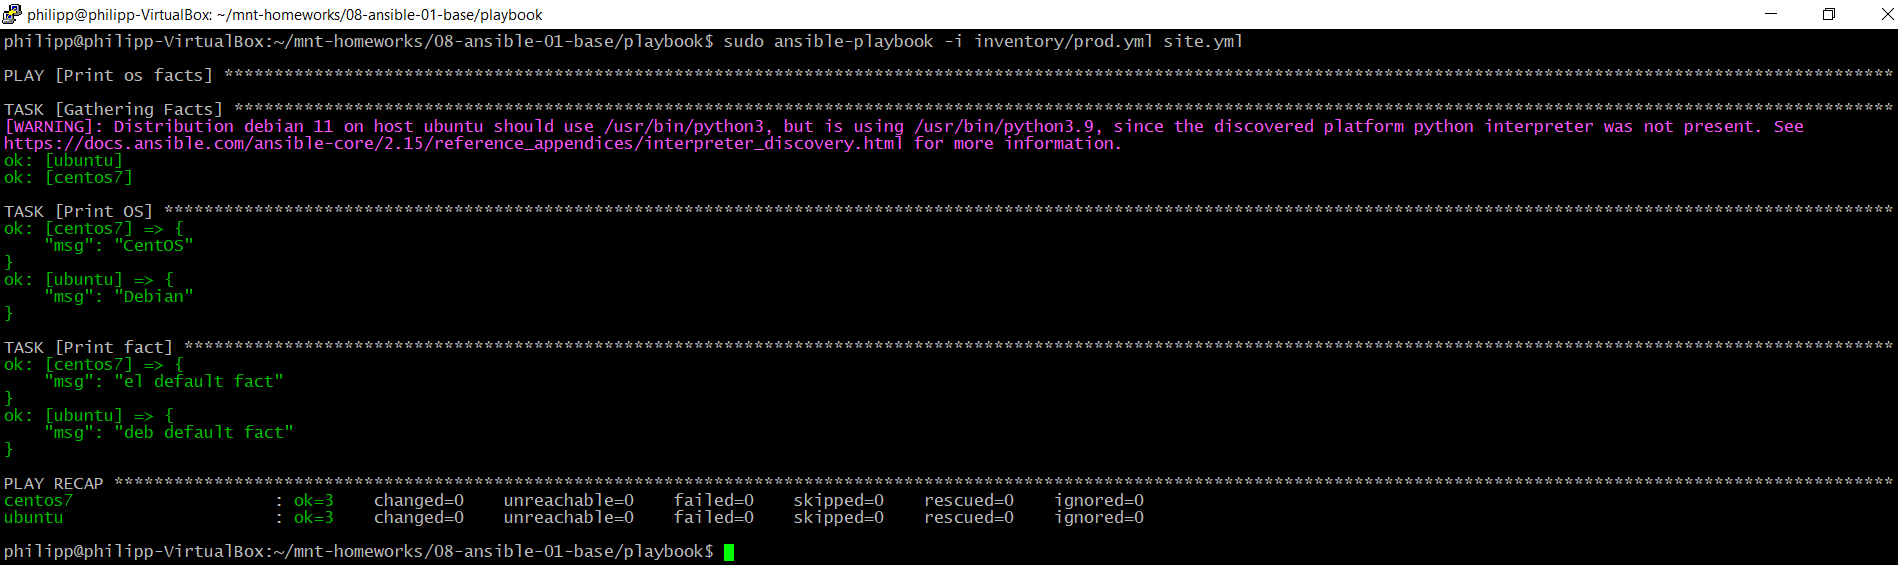 philipp@philipp-VirtualBox: ~/mnt-homeworks/08-ansible-01-base/playbook
philipp@philipp-VirtualBox:~/mnt-homeworks/08-ansible-01-base/playbook$ sudo ansible-playbook -i inventory/prod.yml site.yml
PLAY [Print os facts] ***********************************************************************************************************************************************************************
TASK [Gathering Facts] **********************************************************************************************************************************************************************
[WARNING]: Distribution debian 11 on host ubuntu should use /usr/bin/python3, but is using /usr/bin/python3.9, since the discovered platform python interpreter was not present. See
https://docs.ansible.com/ansible-core/2.15/reference_appendices/interpreter_discovery.html for more information.
ok: [ubuntu]
ok: [centos7]
TASK [Print OS] *****************************************************************************************************************************************************************************
ok: [centos7] => {
    "msg": "CentOS"
}
ok: [ubuntu] => {
    "msg": "Debian"
}
TASK [Print fact] ***************************************************************************************************************************************************************************
ok: [centos7] => {
    "msg": "el default fact"
}
ok: [ubuntu] => {
    "msg": "deb default fact"
}
PLAY RECAP **********************************************************************************************************************************************************************************
centos7                    : ok=3    changed=0    unreachable=0    failed=0    skipped=0    rescued=0    ignored=0
ubuntu                     : ok=3    changed=0    unreachable=0    failed=0    skipped=0    rescued=0    ignored=0
philipp@philipp-VirtualBox:~/mnt-homeworks/08-ansible-01-base/playbook$